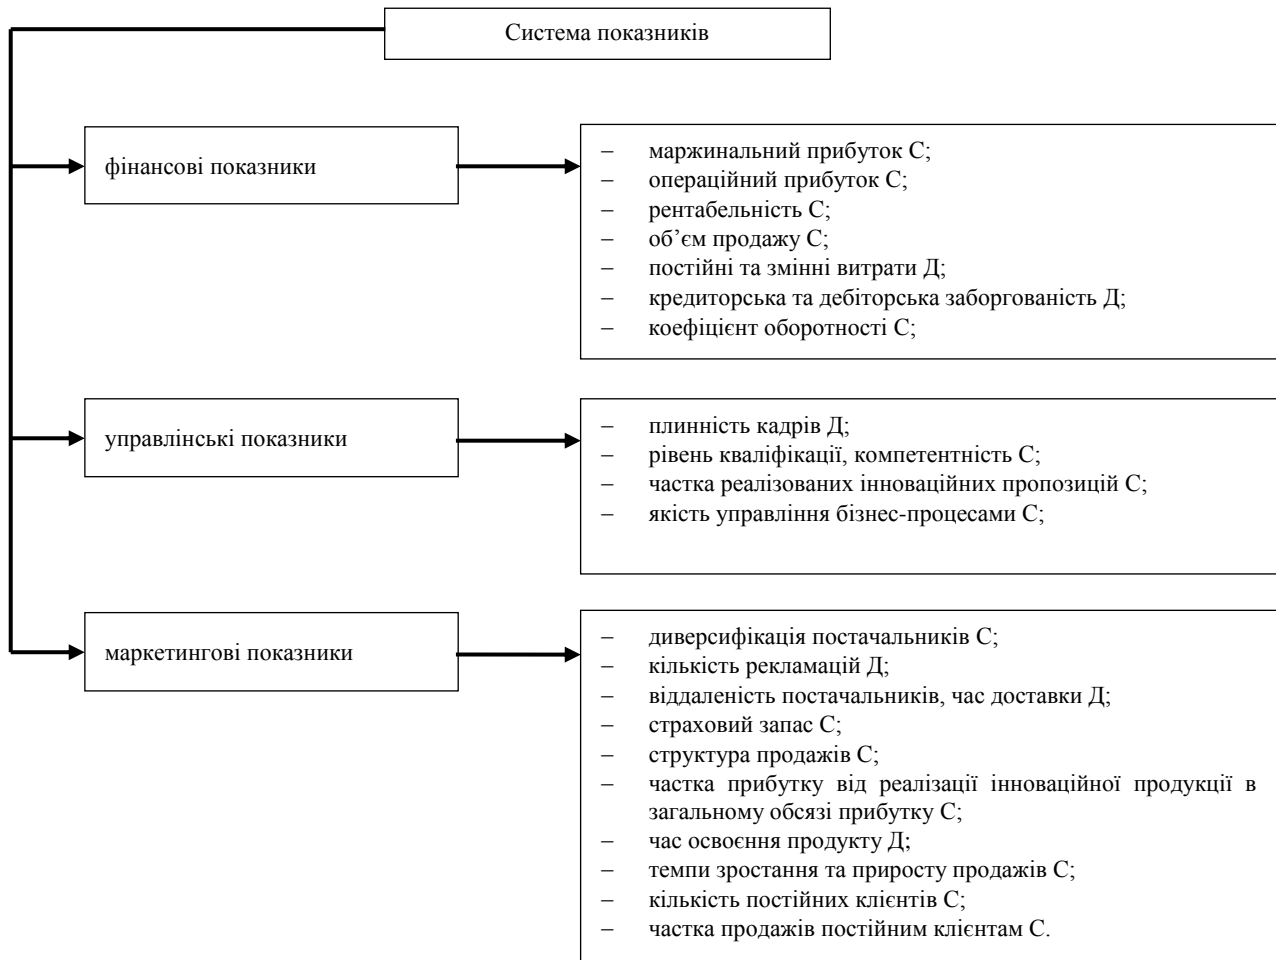 Система показників
фінансові показники
– маржинальний прибуток С;
– операційний прибуток С;
– рентабельність С;
– об’єм продажу С;
– постійні та змінні витрати Д;
– кредиторська та дебіторська заборгованість Д;
– коефіцієнт оборотності С;
управлінські показники
– плинність кадрів Д;
– рівень кваліфікації, компетентність С;
– частка реалізованих інноваційних пропозицій С;
– якість управління бізнес-процесами С;
маркетингові показники
– диверсифікація постачальників С;
– кількість рекламацій Д;
– віддаленість постачальників, час доставки Д;
– страховий запас С;
– структура продажів С;
– частка прибутку від реалізації інноваційної продукції в
загальному обсязі прибутку С;
– час освоєння продукту Д;
– темпи зростання та приросту продажів С;
– кількість постійних клієнтів С;
– частка продажів постійним клієнтам С.